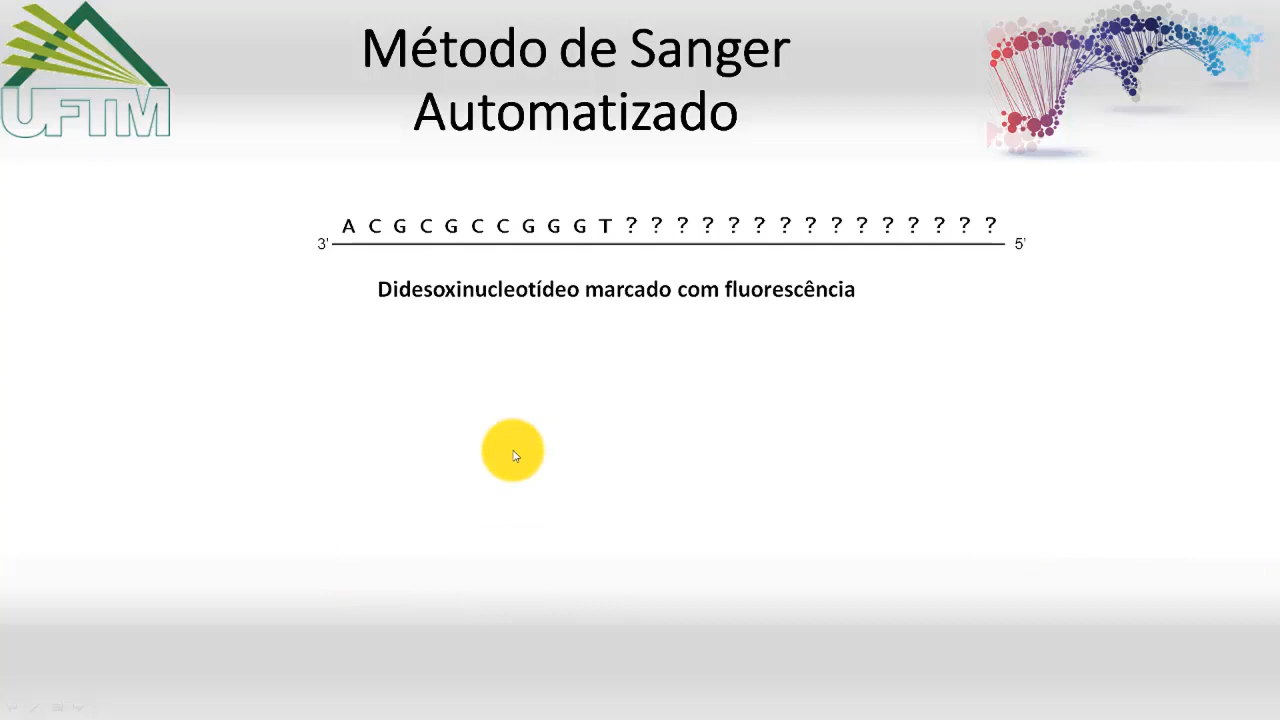 UFTM
Método de Sanger
Automatizado
A C G C G C C G G G T ? ? ? ? ? ? ? ? ? ? ? ? ? ? ?
3' 5'
Didesoxinucleotídeo marcado com fluorescência